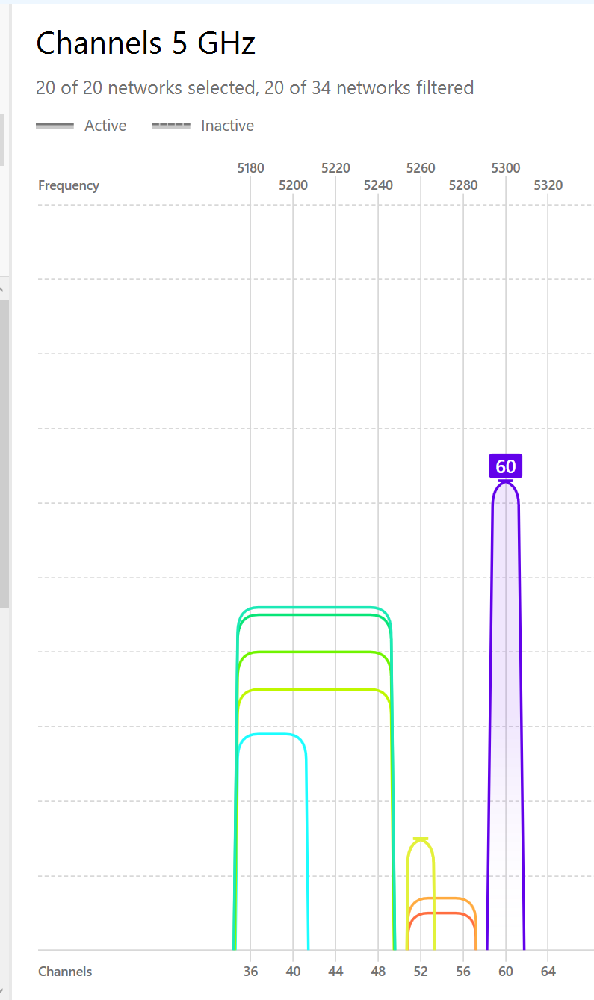 Channels 5 GHz
20 of 20 networks selected, 20 of 34 networks filtered
Active Inactive
5180 5220 5260 5300
Frequency 5200 5240 5280 5320
60
Channels 36 40 44 48 52 56 60 64